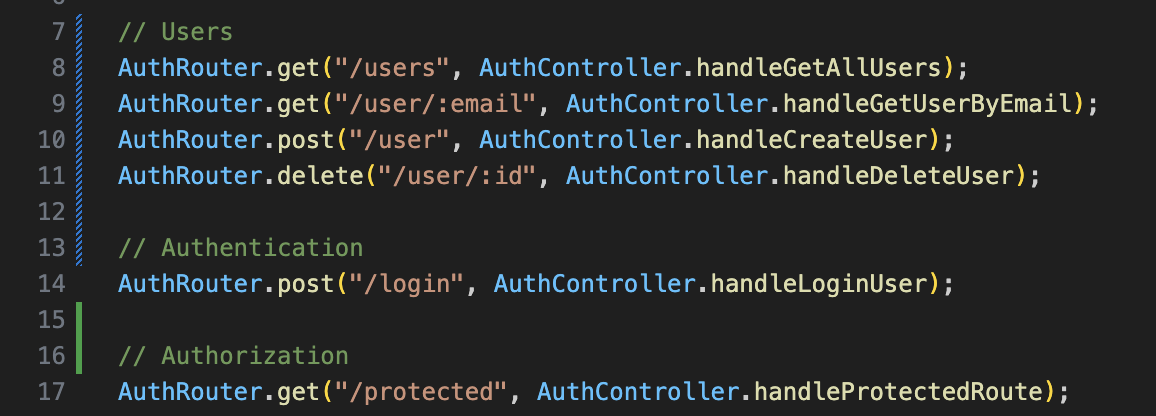 7 // Users
8 AuthRouter.get("/users", AuthController.handleGetAllUsers);
9 AuthRouter.get("/user/:email", AuthController.handleGetUserByEmail);
10 AuthRouter.post("/user", AuthController.handleCreateUser);
11 AuthRouter.delete("/user/:id", AuthController.handleDeleteUser);
12
13 // Authentication
14 AuthRouter.post("/login", AuthController.handleLoginUser);
15
16 // Authorization
17 AuthRouter.get("/protected", AuthController.handleProtectedRoute);